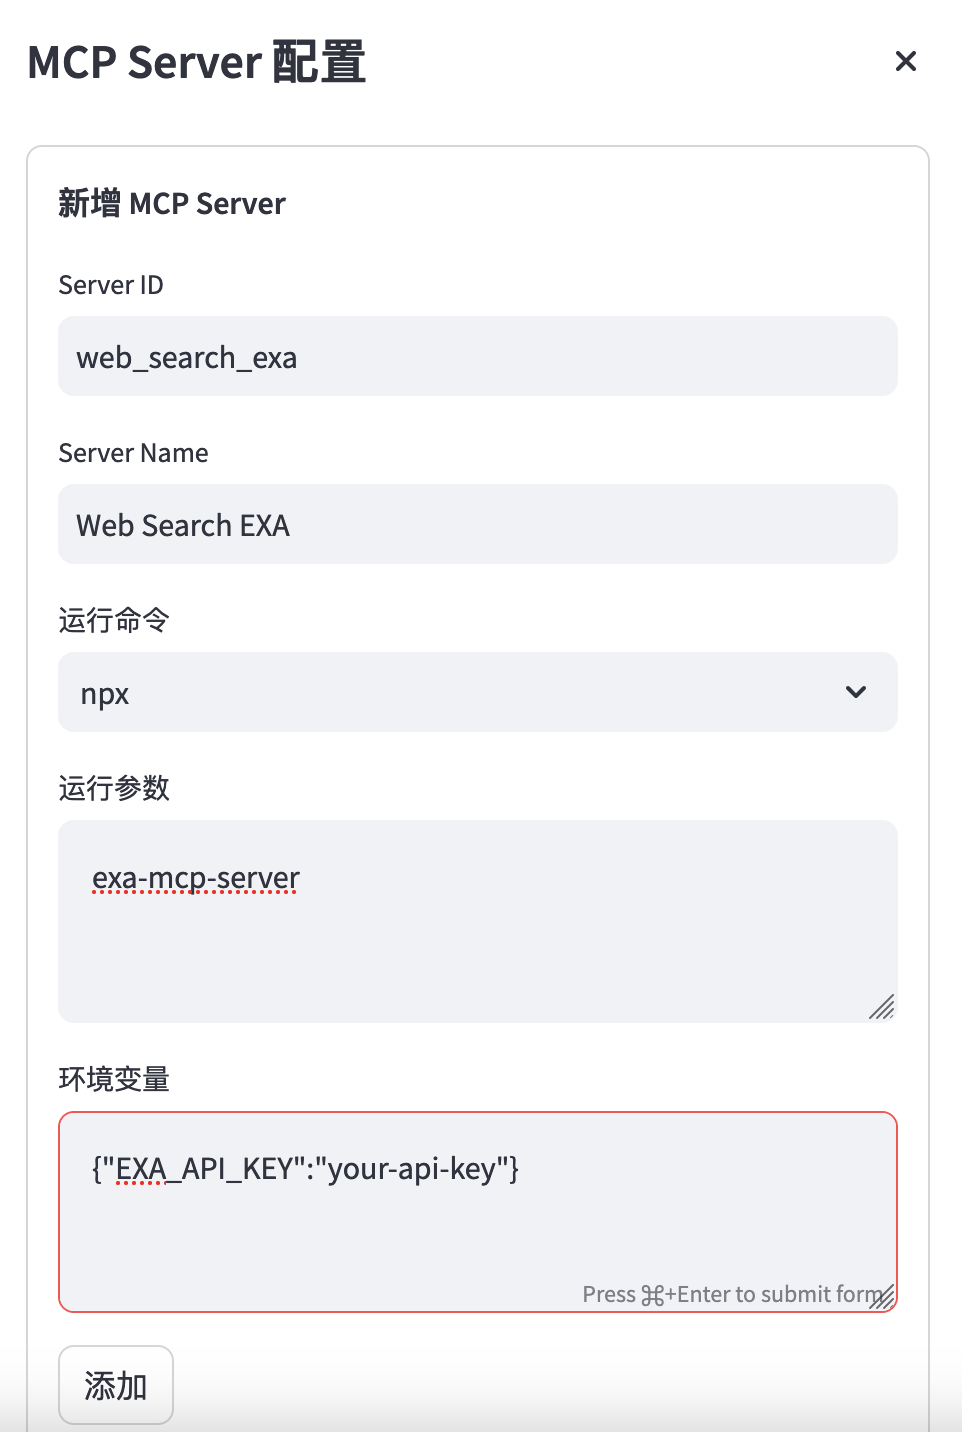 MCP Server 配置
新增 MCP Server
Server ID
web_search_exa
Server Name
Web Search EXA
运行命令
npx
运行参数
exa-mcp-server
环境变量
{"EXA_API_KEY":"your-api-key"}
Press ⌘+Enter to submit form
添加